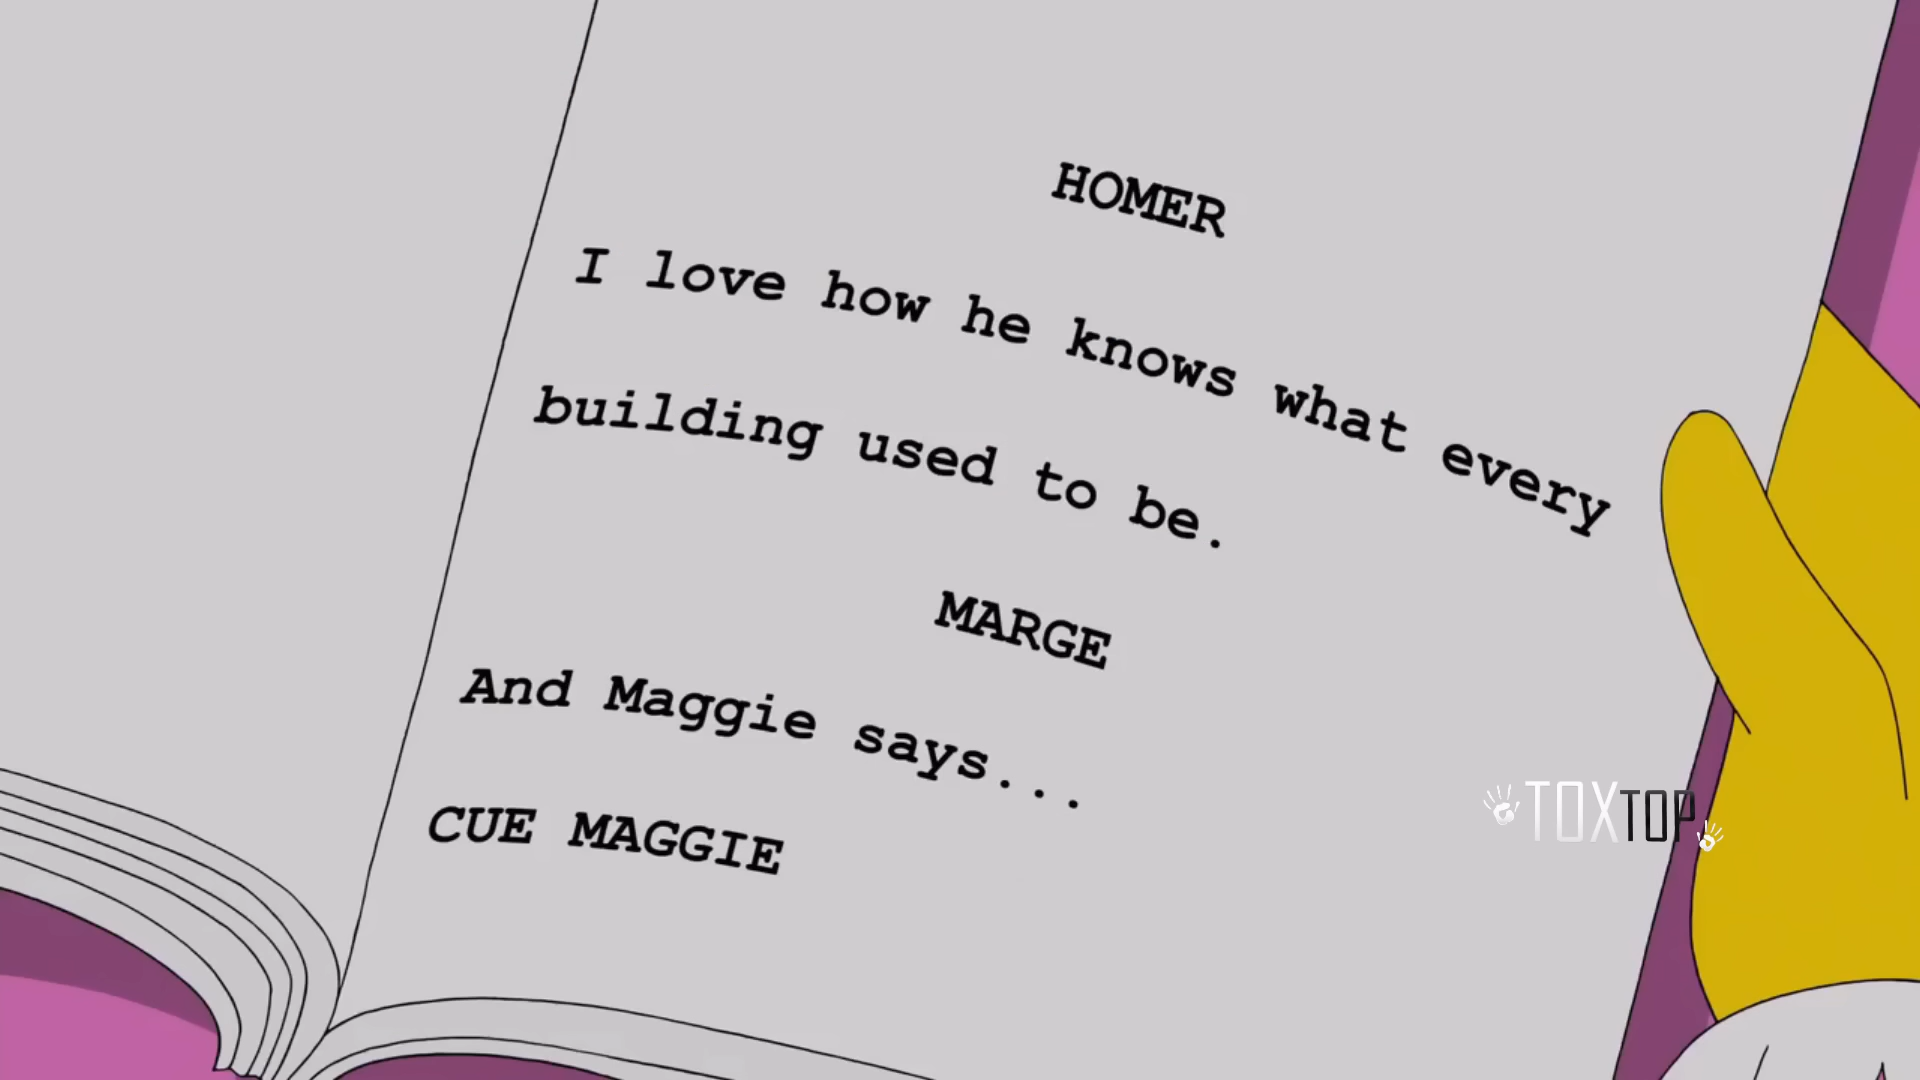 HOMER
I love how he knows what every
building used to be.
MARGE
And Maggie says...
CUE MAGGIE
TOXTOP